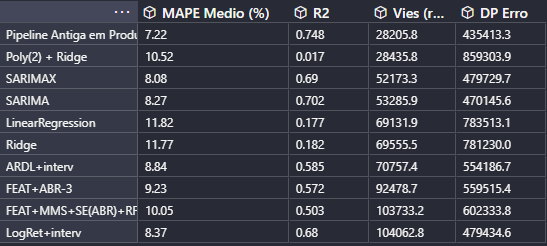 ... MAPE Medio (%) R2 Vies (r... DP Erro
Pipeline Antiga em Produ 7.22 0.748 28205.8 435413.3
Poly(2) + Ridge 10.52 0.017 28435.8 859303.9
SARIMAX 8.08 0.69 52173.3 479729.7
SARIMA 8.27 0.702 53285.9 470145.6
LinearRegression 11.82 0.177 69131.9 783513.1
Ridge 11.77 0.182 69555.5 781230.0
ARDL+interv 8.84 0.585 70757.4 554186.7
FEAT+ABR-3 9.23 0.572 92478.7 559515.4
FEAT+MMS+SE(ABR)+RF 10.05 0.503 103733.2 602333.8
LogRet+interv 8.37 0.68 104062.8 479434.6